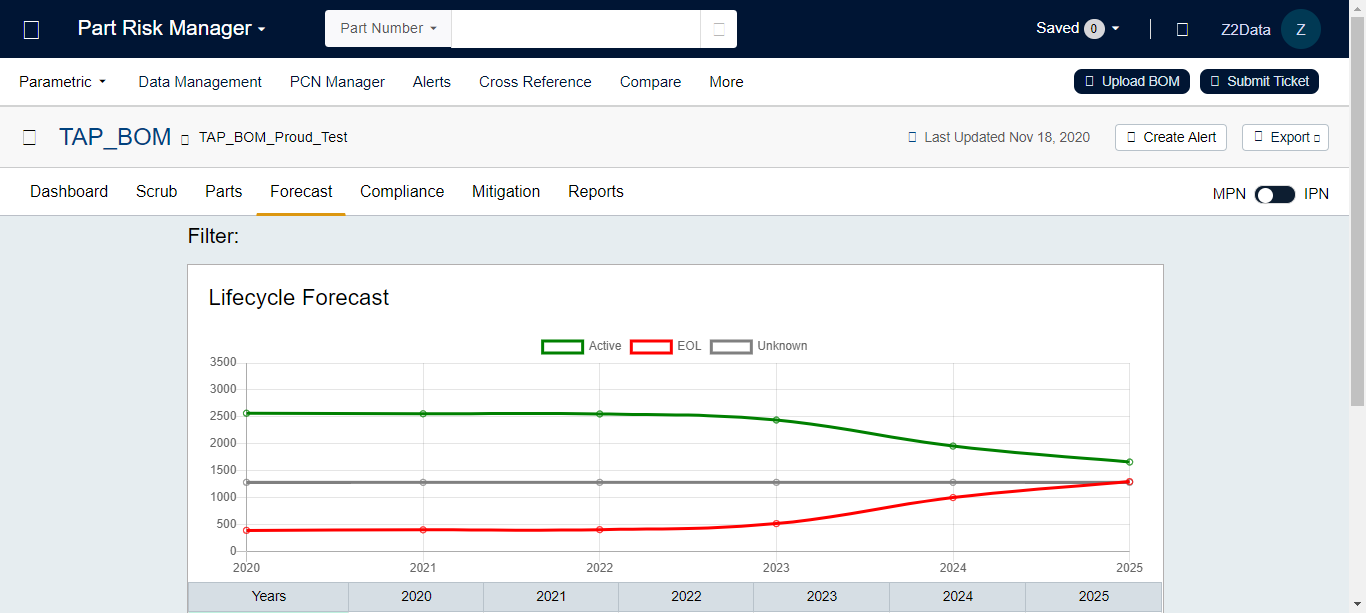 Part Risk Manager
Part Number
Saved 0
Z2Data
Z
Parametric
Data Management
PCN Manager
Alerts
Cross Reference
Compare
More
Upload BOM
Submit Ticket
TAP_BOM
TAP_BOM_Proud_Test
Last Updated Nov 18, 2020
Create Alert
Export
Dashboard
Scrub
Parts
Forecast
Compliance
Mitigation
Reports
MPN
IPN
Filter:
Lifecycle Forecast
Active
EOL
Unknown
3500
3000
2500
2000
1500
1000
500
0
2020
2021
2022
2023
2024
2025
Years
2020
2021
2022
2023
2024
2025